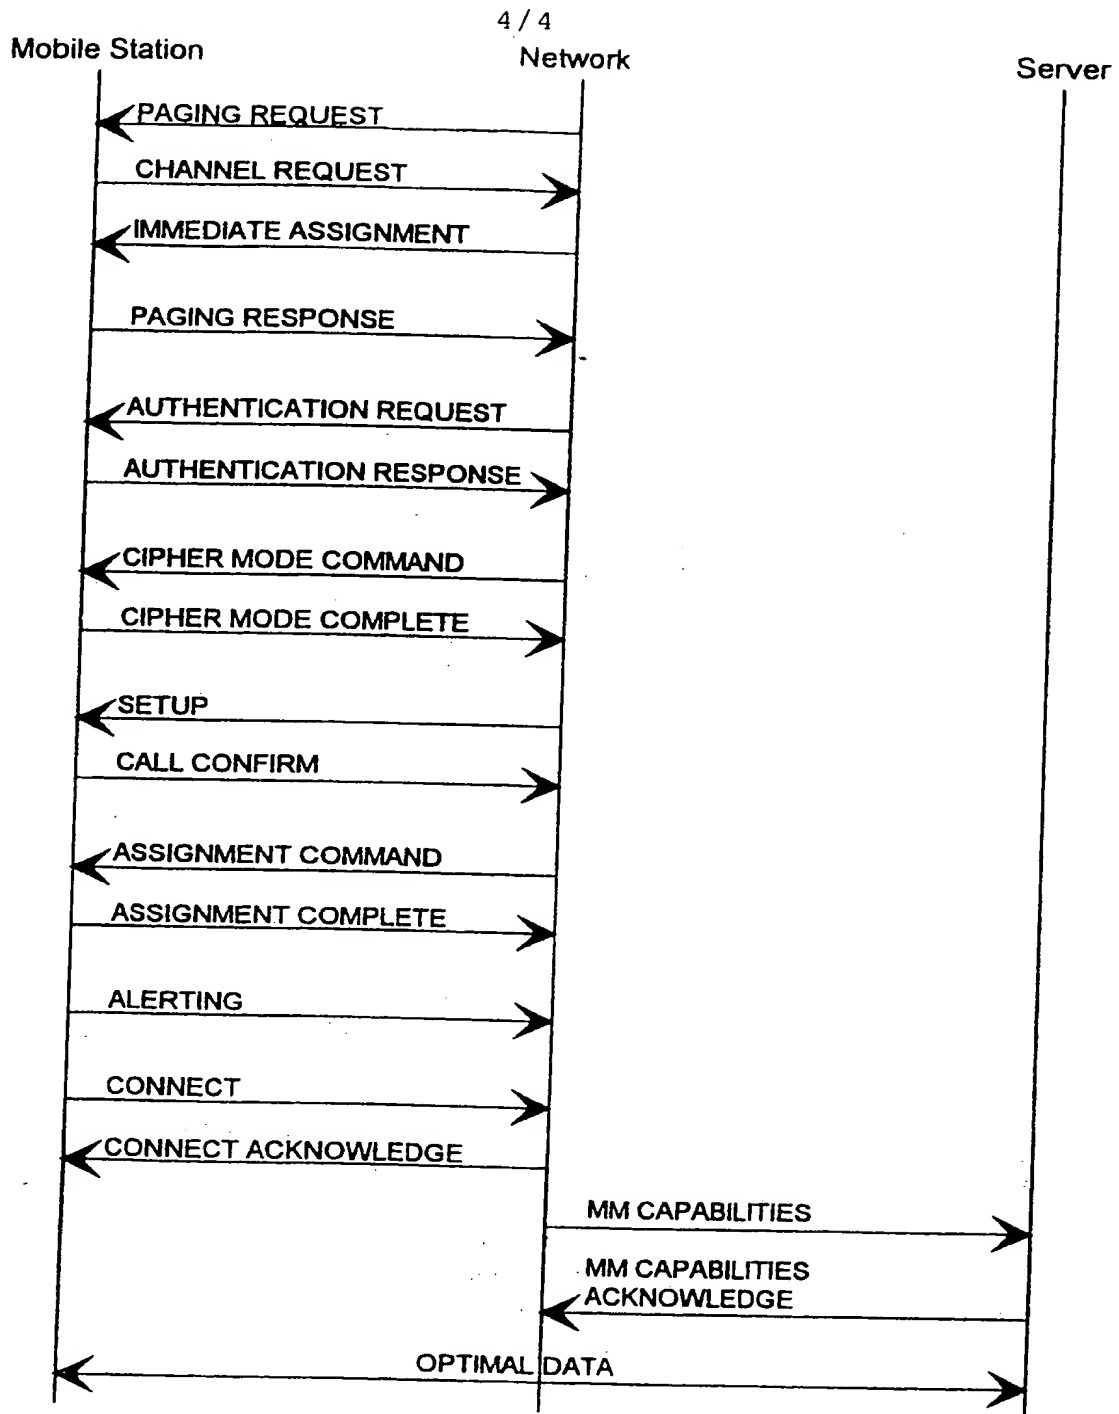 4/4
Mobile Station
Network
Server
PAGING REQUEST
CHANNEL REQUEST
IMMEDIATE ASSIGNMENT
PAGING RESPONSE
AUTHENTICATION REQUEST
AUTHENTICATION RESPONSE
CIPHER MODE COMMAND
CIPHER MODE COMPLETE
SETUP
CALL CONFIRM
ASSIGNMENT COMMAND
ASSIGNMENT COMPLETE
ALERTING
CONNECT
CONNECT ACKNOWLEDGE
MM CAPABILITIES
MM CAPABILITIES
ACKNOWLEDGE
OPTIMAL DATA